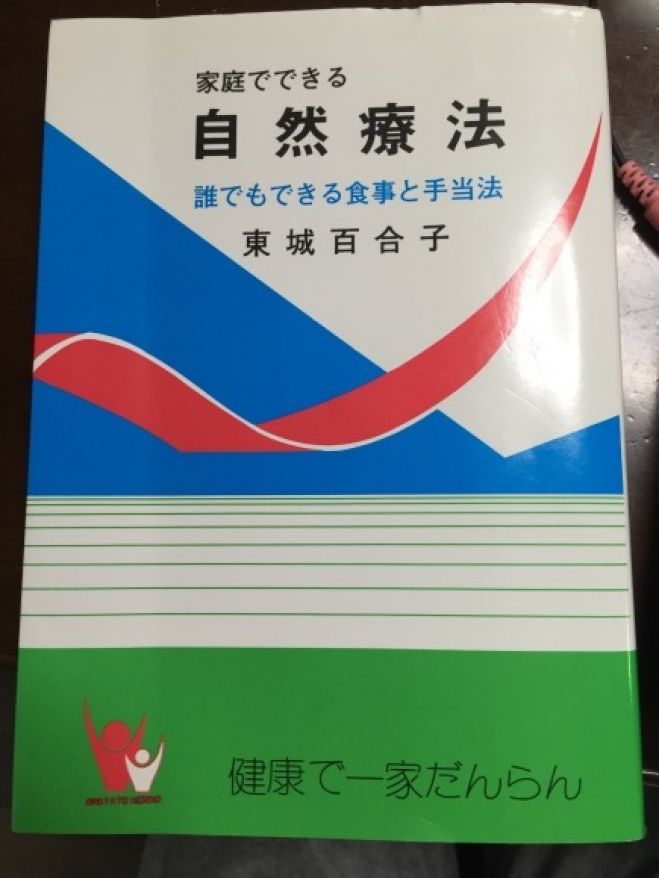 家庭でできる
自然療法
誰でもできる食事と手当法
東城百合子
健康で一家だんらん